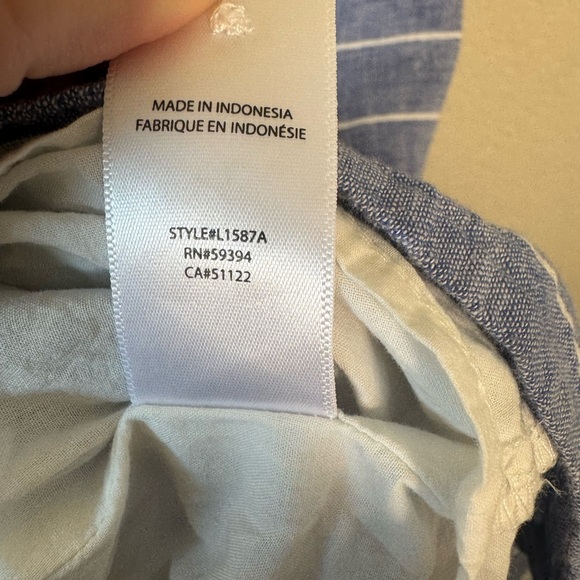 MADE IN INDONESIA
FABRIQUE EN INDONÉSIE
STYLE#L1587A
RN#59394
CA#51122